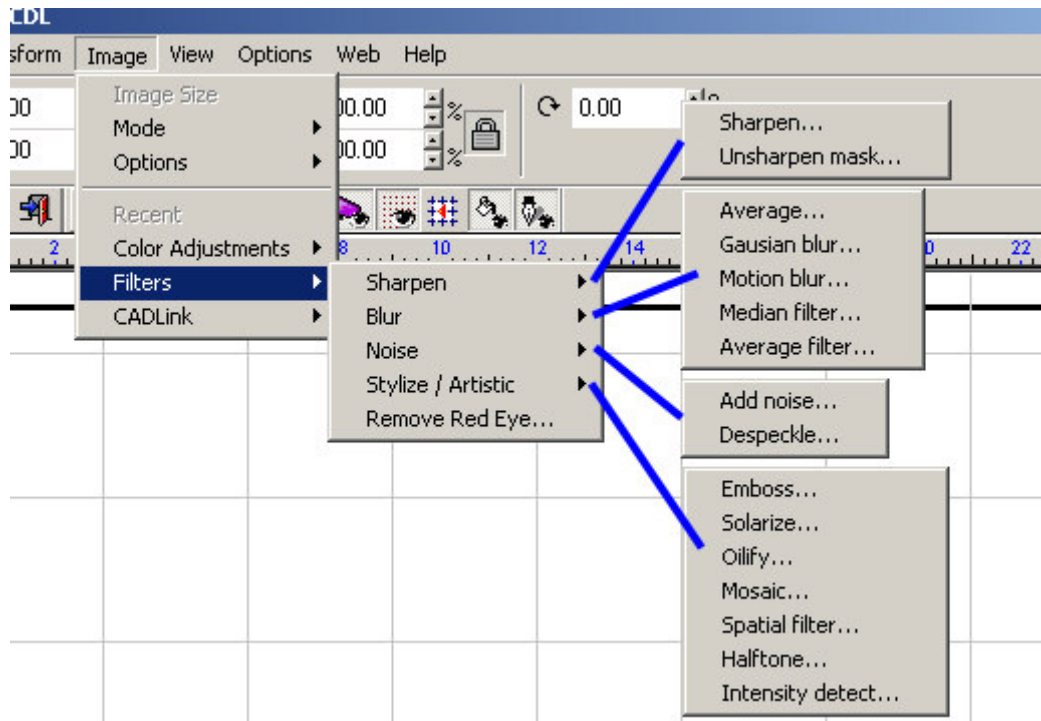 CDL
sform Image View Options Web Help
00 00.00 % 0.00
00 00.00 %
Image Size
Mode
Options
Recent
Color Adjustments
Filters
CADLink
2 8 10 12 14 0 22
Sharpen
Blur
Noise
Stylize / Artistic
Remove Red Eye...
Sharpen...
Unsharpen mask...
Average...
Gausian blur...
Motion blur...
Median filter...
Average filter...
Add noise...
Despeckle...
Emboss...
Solarize...
Oilify...
Mosaic...
Spatial filter...
Halftone...
Intensity detect...